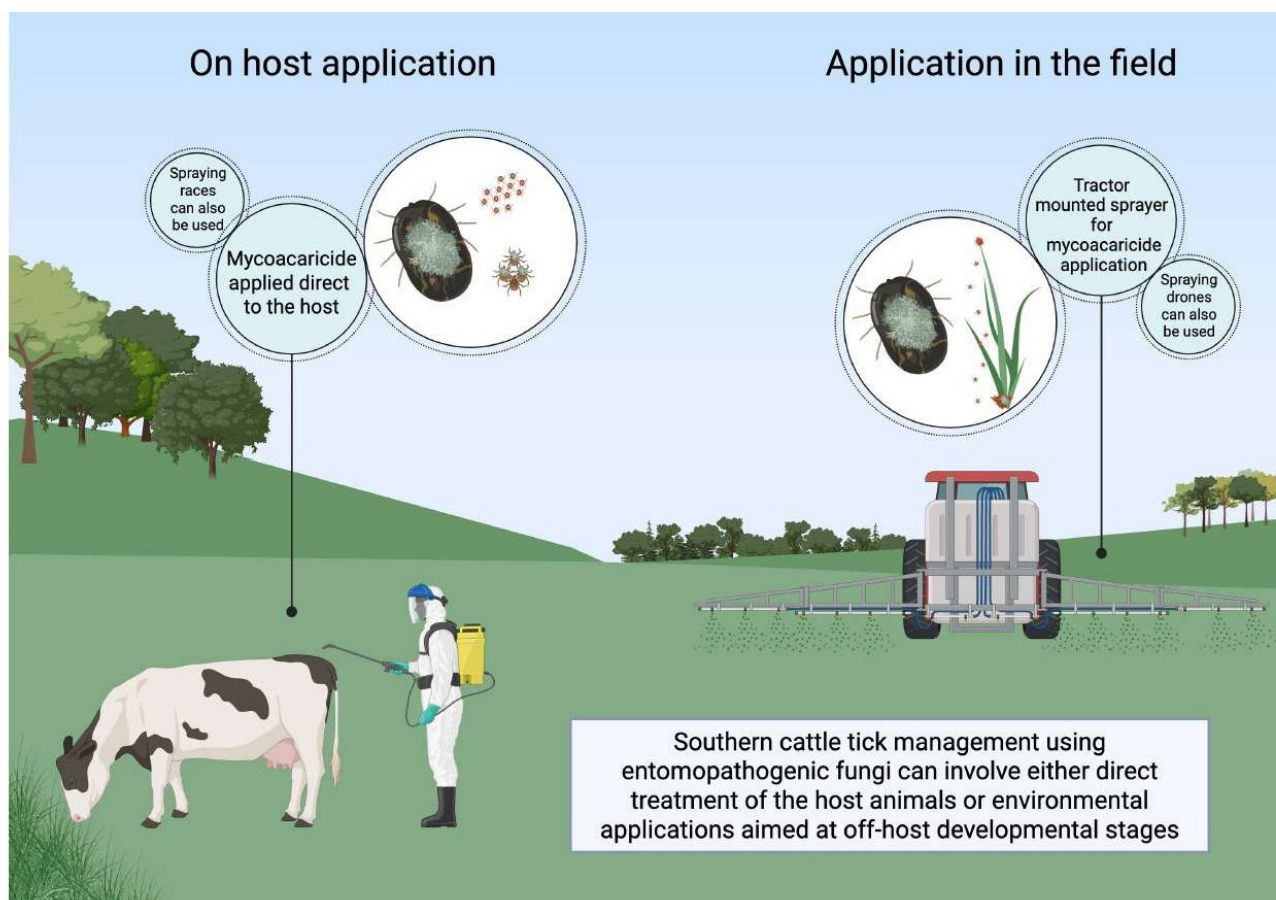 On host application
Application in the field
Spraying
races
can also
be used
Mycoacaricide
applied direct
to the host
Tractor
mounted sprayer
for
mycoacaricide
application
Spraying
drones
can also
be used
Southern cattle tick management using
entomopathogenic fungi can involve either direct
treatment of the host animals or environmental
applications aimed at off-host developmental stages